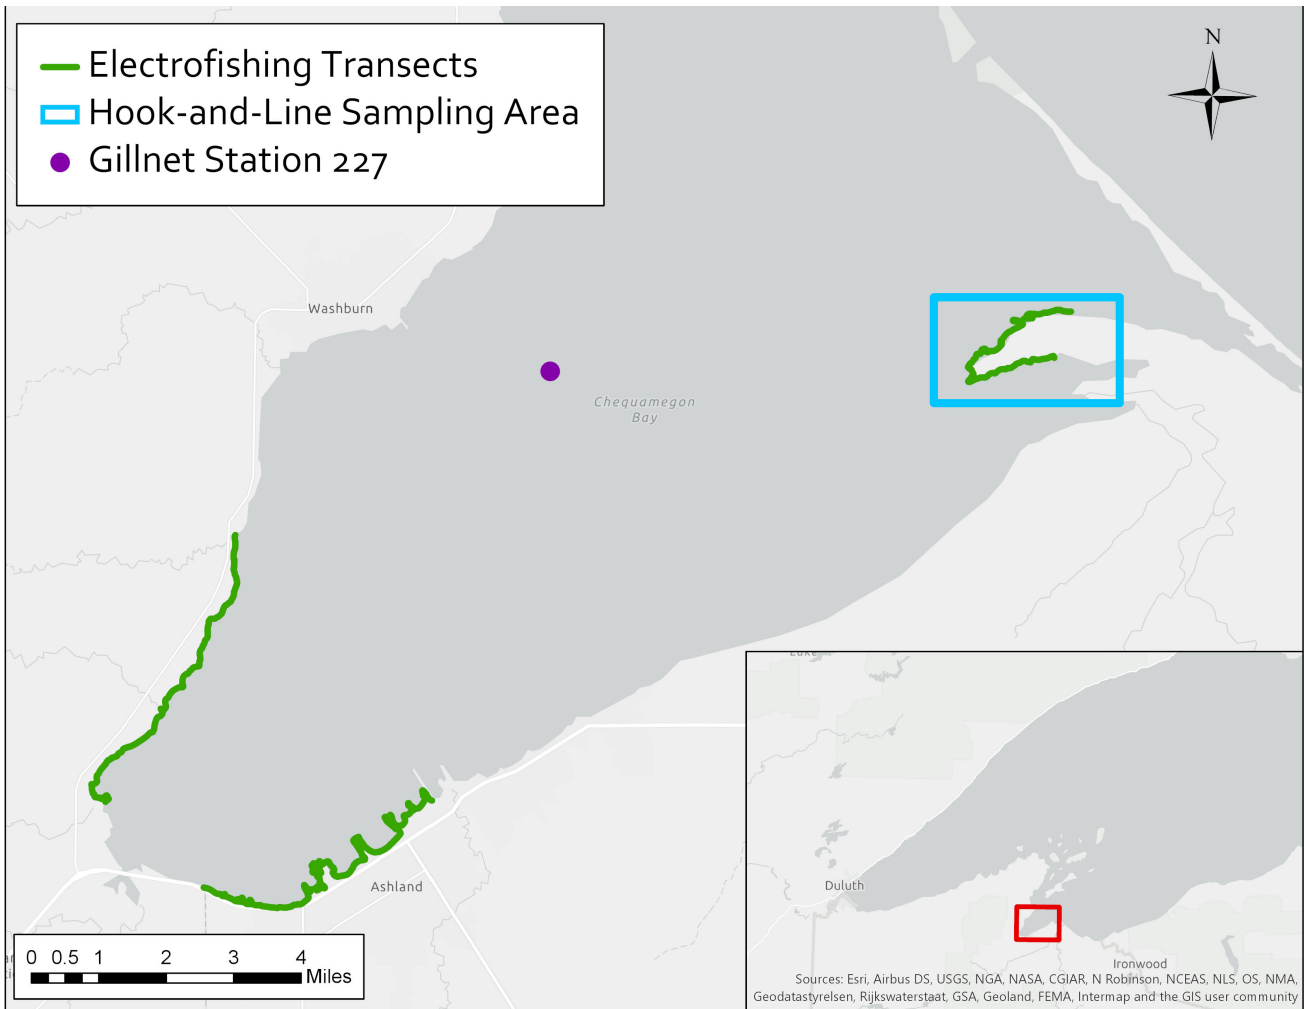 Electrofishing Transects
Hook-and-Line Sampling Area
Gillnet Station 227
N
Washburn
Chequamegon
Bay
Ashland
0 0.5 1 2 3 4
Miles
Duluth
Ironwood
Sources: Esri, Airbus DS, USGS, NGA, NASA, CGIAR, N Robinson, NCEAS, NLS, OS, NMA,
Geodatastyrelsen, Rijkswaterstaat, GSA, Geoland, FEMA, Intermap and the GIS user community